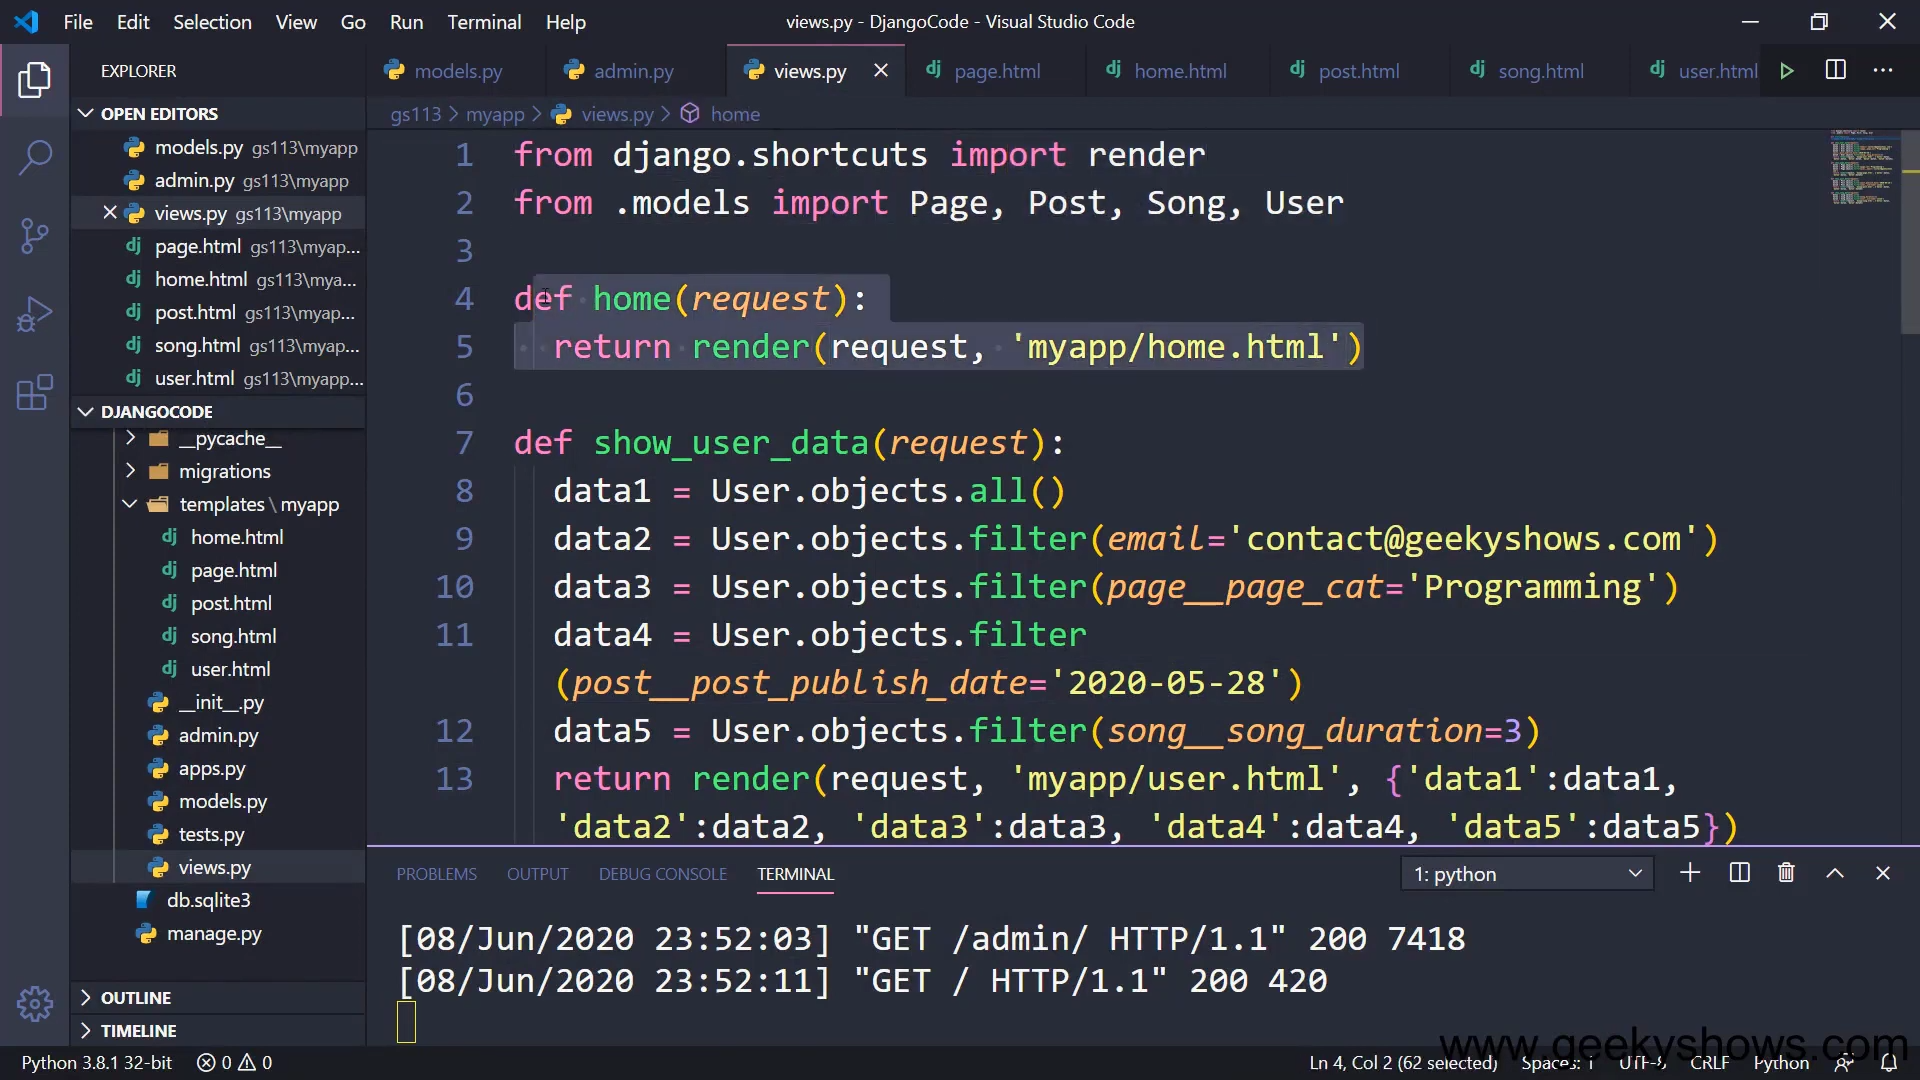 File Edit Selection View Go Run Terminal Help
views.py - DjangoCode - Visual Studio Code
EXPLORER
OPEN EDITORS
models.py gs113\myapp
admin.py gs113\myapp
views.py gs113\myapp
page.html gs113\myap...
home.html gs113\mya...
post.html gs113\myap...
song.html gs113\myap...
user.html gs113\myapp...
DJANGOCODE
__pycache__
migrations
templates \ myapp
home.html
page.html
post.html
song.html
user.html
__init__.py
admin.py
apps.py
models.py
tests.py
views.py
db.sqlite3
manage.py
OUTLINE
TIMELINE
models.py admin.py views.py page.html home.html post.html song.html user.html
gs113 > myapp > views.py > home
1 from django.shortcuts import render
2 from .models import Page, Post, Song, User
3
4 def home(request):
5 return render(request, 'myapp/home.html')
6
7 def show_user_data(request):
8 data1 = User.objects.all()
9 data2 = User.objects.filter(email='contact@geekyshows.com')
10 data3 = User.objects.filter(page__page_cat='Programming')
11 data4 = User.objects.filter
(post__post_publish_date='2020-05-28')
12 data5 = User.objects.filter(song__song_duration=3)
13 return render(request, 'myapp/user.html', {'data1':data1,
'data2':data2, 'data3':data3, 'data4':data4, 'data5':data5})
PROBLEMS OUTPUT DEBUG CONSOLE TERMINAL
1: python
[08/Jun/2020 23:52:03] "GET /admin/ HTTP/1.1" 200 7418
[08/Jun/2020 23:52:11] "GET / HTTP/1.1" 200 420
www.geekyshows.com
Python 3.8.1 32-bit 0 0
Ln 4, Col 2 (62 selected) Spaces: 1 UTF-8 CRLF Python